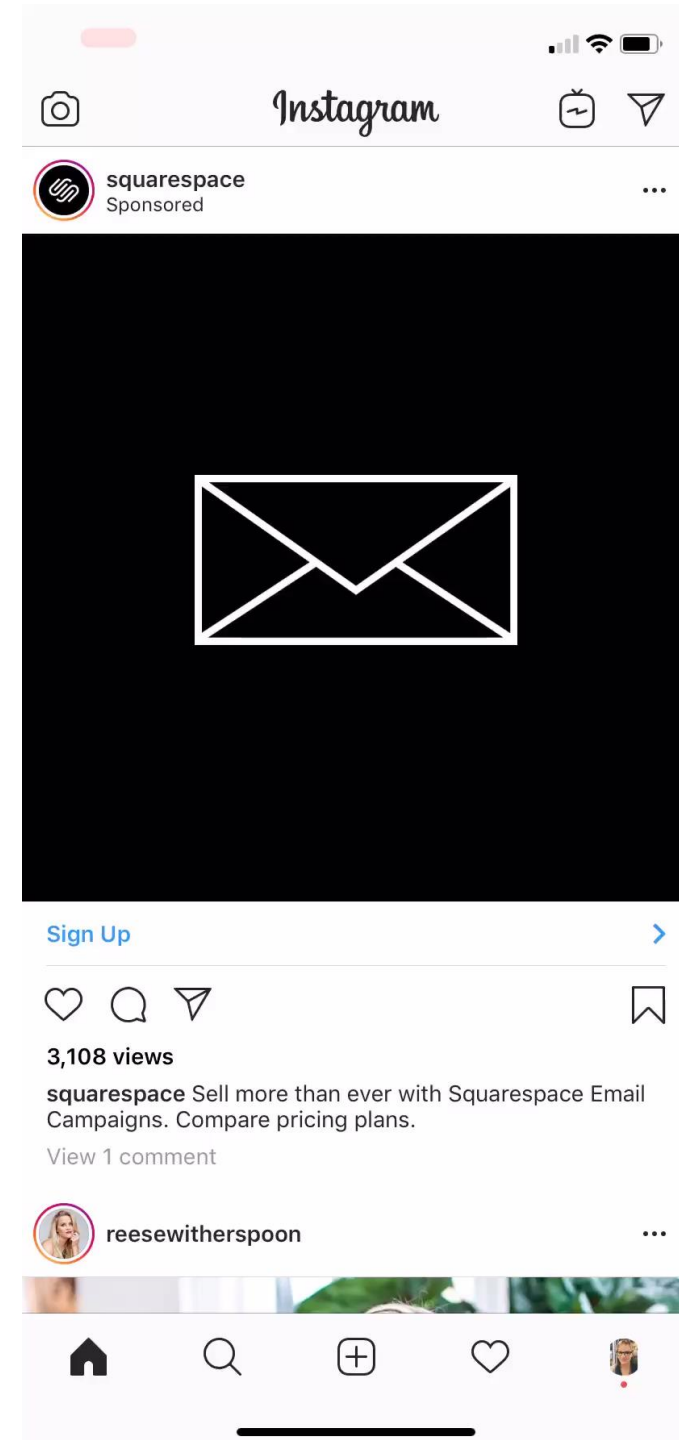 Instagram
squarespace
Sponsored
Sign Up
3,108 views
squarespace Sell more than ever with Squarespace Email
Campaigns. Compare pricing plans.
View 1 comment
reesewitherspoon